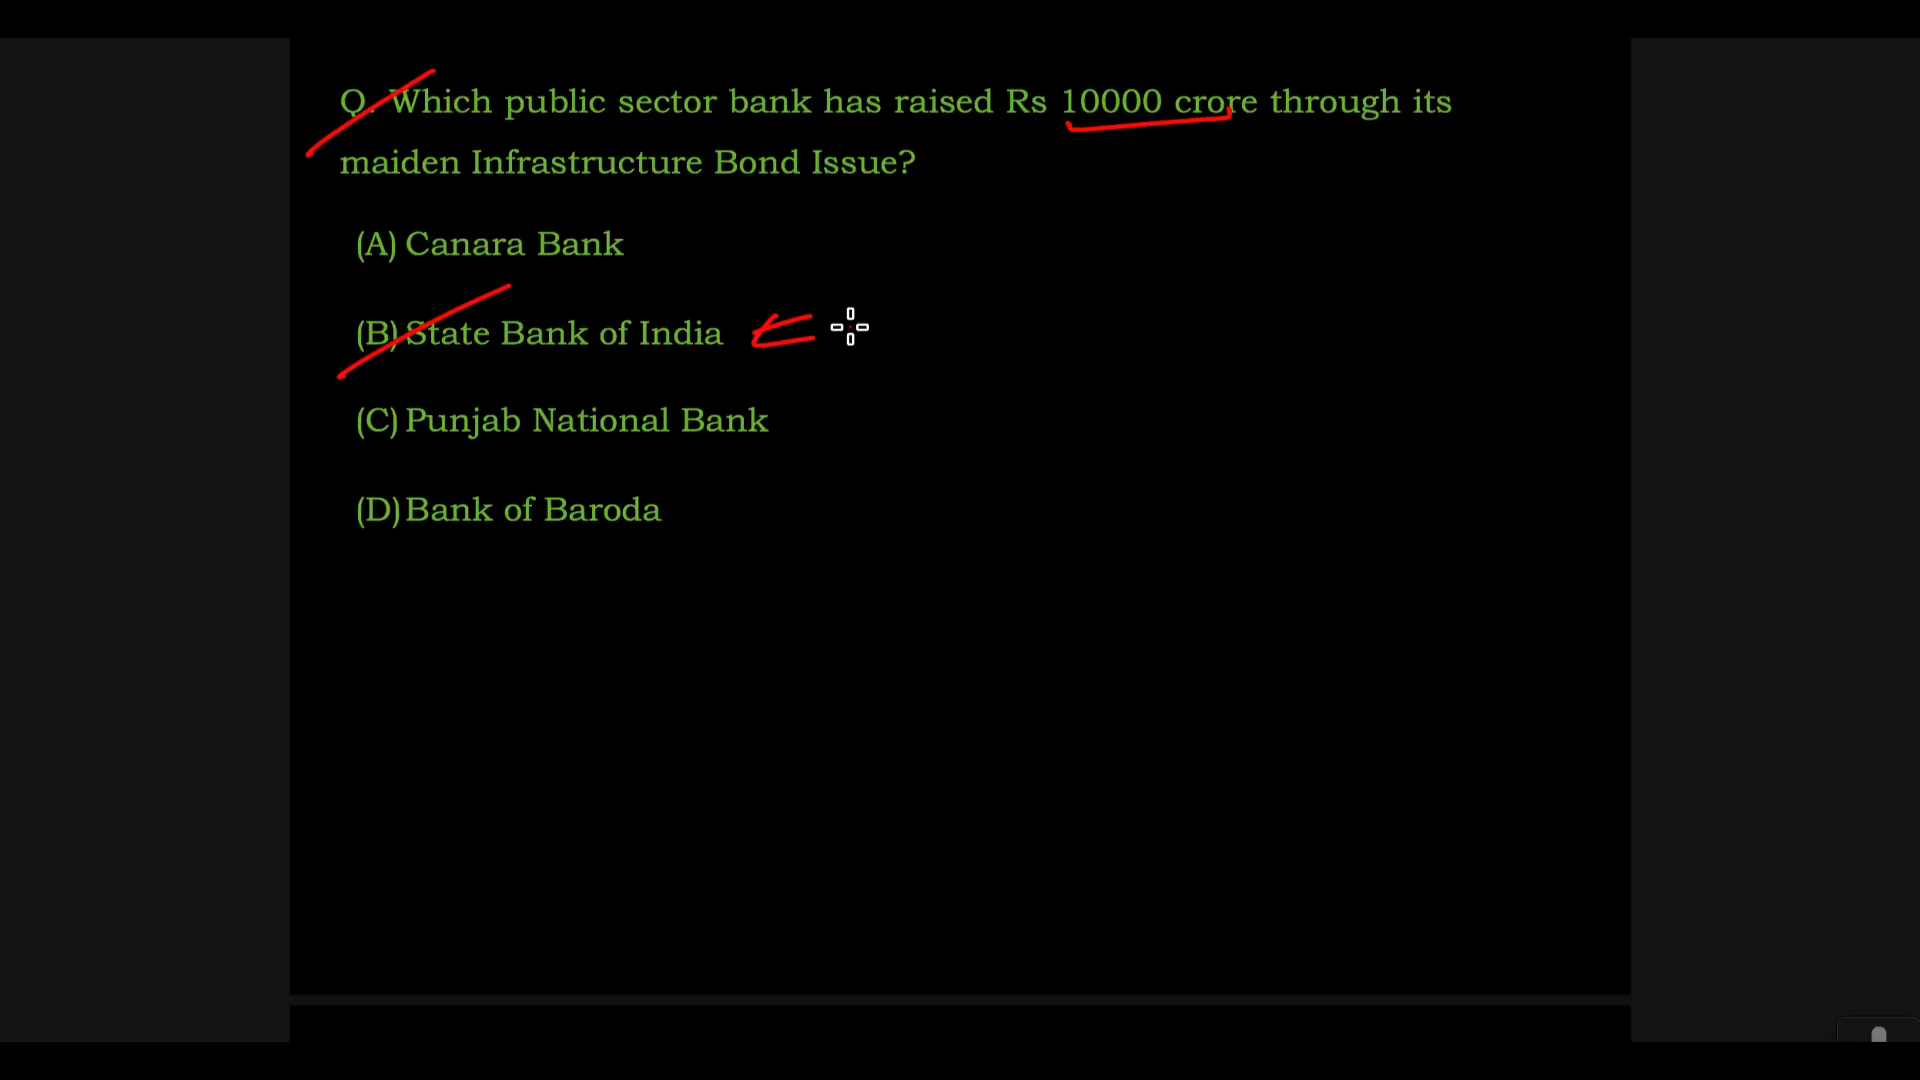 Q. Which public sector bank has raised Rs 10000 crore through its
maiden Infrastructure Bond Issue?
(A) Canara Bank
(B) State Bank of India
(C) Punjab National Bank
(D) Bank of Baroda